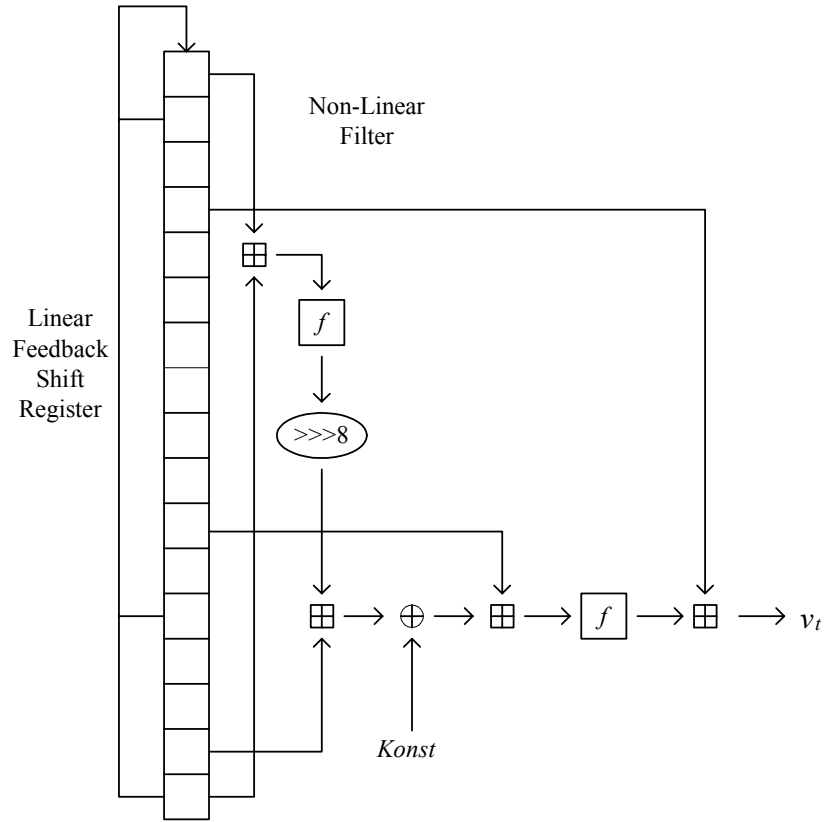 Non-Linear
Filter
Linear
Feedback
Shift
Register
f
>>>8
f
v_t
Konst